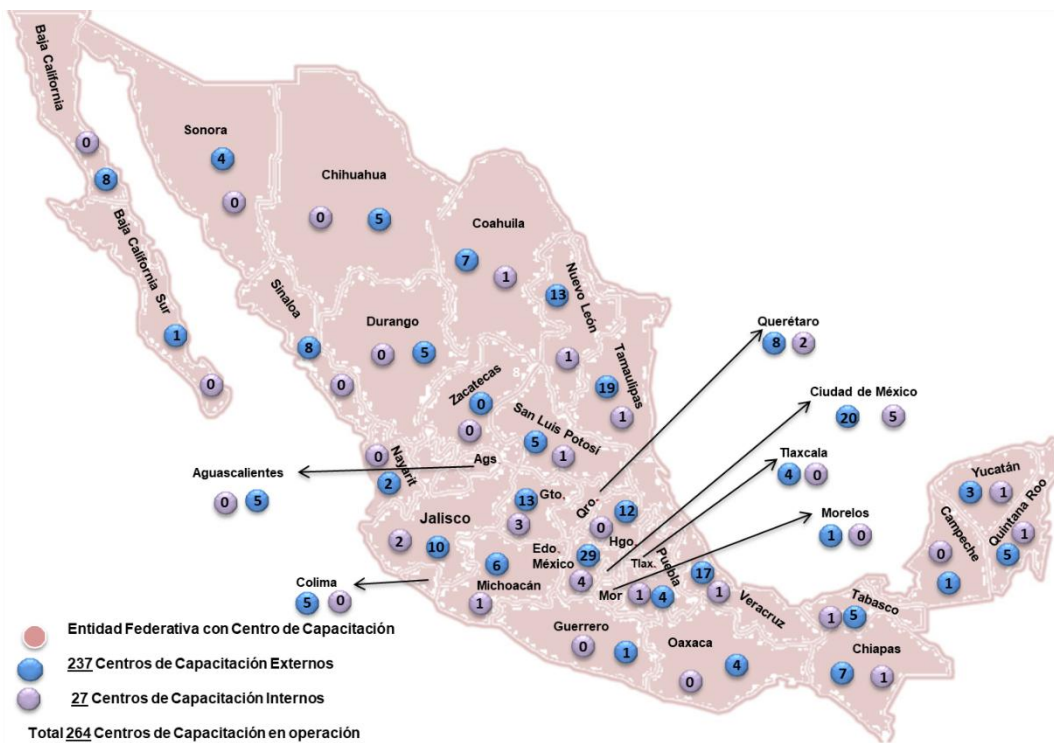 Baja California
0
8
Sonora
4
0
Chihuahua
0
5
Coahuila
7
1
Nuevo León
13
1
Baja California Sur
1
0
Sinaloa
8
0
Durango
0
5
Zacatecas
0
0
8
Tamaulipas
19
1
San Luis Potosí
5
1
Querétaro
8
2
Ciudad de México
20
5
Tlaxcala
4
0
Morelos
1
0
Aguascalientes
0
5
Ags
Nayarit
0
2
Jalisco
2
10
Gto.
13
3
Qro.
0
12
Hgo.
Edo.
México
29
4
Tlax.
Mor
Puebla
1
4
17
1
Veracruz
Michoacán
6
1
Colima
5
0
Guerrero
0
1
Oaxaca
4
0
Tabasco
1
5
Chiapas
7
1
Campeche
0
1
Yucatán
3
1
Quintana Roo
1
5
Entidad Federativa con Centro de Capacitación
237 Centros de Capacitación Externos
27 Centros de Capacitación Internos
Total 264 Centros de Capacitación en operación